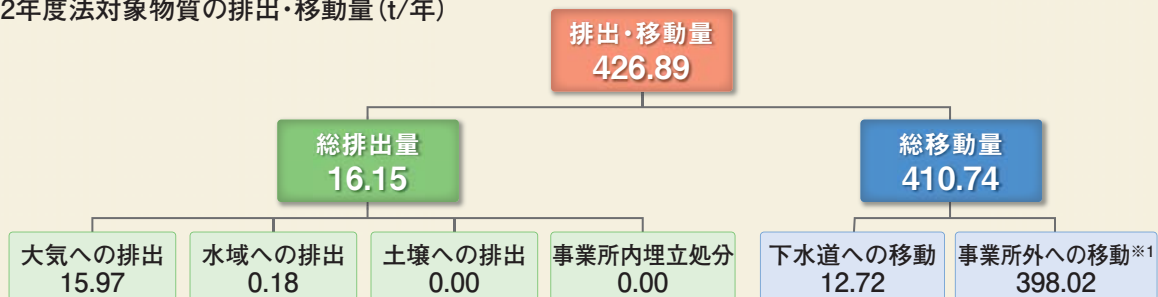 2年度法対象物質の排出・移動量(t/年)
排出・移動量
426.89
総排出量
16.15
総移動量
410.74
大気への排出
15.97
水域への排出
0.18
土壌への排出
0.00
事業所内埋立処分
0.00
下水道への移動
12.72
事業所外への移動※1
398.02